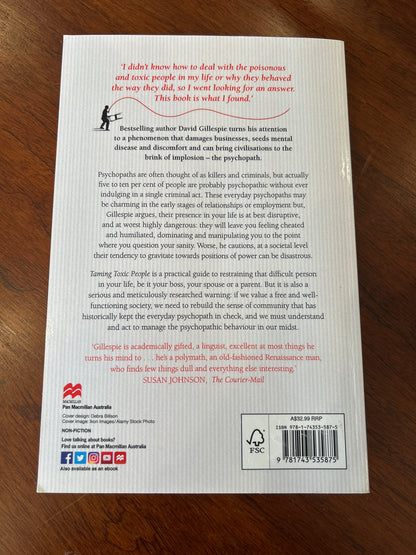 ‘I didn’t know how to deal with the poisonous
and toxic people in my life or why they behaved
the way they did, so I went looking for an answer.
This book is what I found.’
Bestselling author David Gillespie turns his attention
to a phenomenon that damages businesses, seeds mental
disease and discomfort and can bring civilisations to the
brink of implosion – the psychopath.
Psychopaths are often thought of as killers and criminals, but actually
five to ten per cent of people are probably psychopathic without ever
indulging in a single criminal act. These everyday psychopaths may
be charming in the early stages of relationships or employment but,
Gillespie argues, their presence in your life is at best disruptive,
and at worst highly dangerous: they will leave you feeling cheated
and humiliated, dominating and manipulating you to the point
where you question your sanity. Worse, he cautions, at a societal level
their tendency to gravitate towards positions of power can be disastrous.
Taming Toxic People is a practical guide to restraining that difficult person
in your life, be it your boss, your spouse or a parent. But it is also a
serious and meticulously researched warning: if we value a free and well-
functioning society, we need to rebuild the sense of community that has
historically kept the everyday psychopath in check, and we must understand
and act to manage the psychopathic behaviour in our midst.
‘Gillespie is academically gifted, a linguist, excellent at most things he
turns his mind to . . . he’s a polymath, an old-fashioned Renaissance man,
who finds few things dull and everything else interesting.’
SUSAN JOHNSON, The Courier-Mail
MACMILLAN
Pan Macmillan Australia
Cover design: Debra Billson
Cover image: Ikon Images/Alamy Stock Photo
NON-FICTION
Love talking about books?
Find us online at Pan Macmillan Australia
Also available as an ebook
FSC
A$32.99 RRP
ISBN 978-1-74353-587-5
9 781743 535875